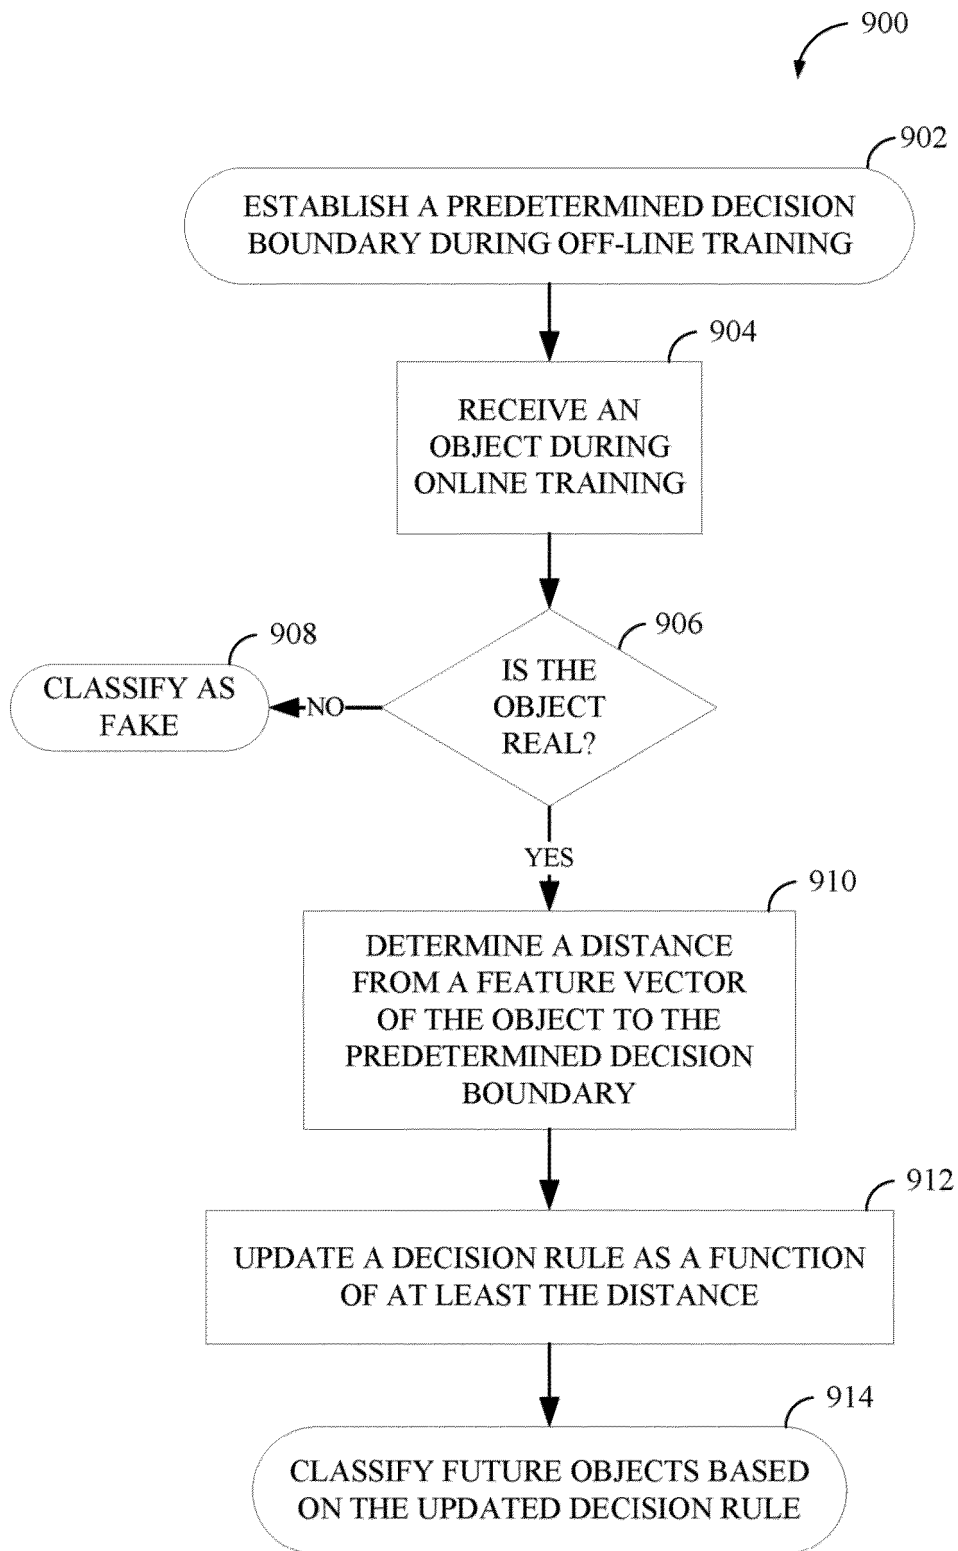 900
902
ESTABLISH A PREDETERMINED DECISION
BOUNDARY DURING OFF-LINE TRAINING
904
RECEIVE AN
OBJECT DURING
ONLINE TRAINING
906
IS THE
OBJECT
REAL?
NO
908
CLASSIFY AS
FAKE
YES
910
DETERMINE A DISTANCE
FROM A FEATURE VECTOR
OF THE OBJECT TO THE
PREDETERMINED DECISION
BOUNDARY
912
UPDATE A DECISION RULE AS A FUNCTION
OF AT LEAST THE DISTANCE
914
CLASSIFY FUTURE OBJECTS BASED
ON THE UPDATED DECISION RULE